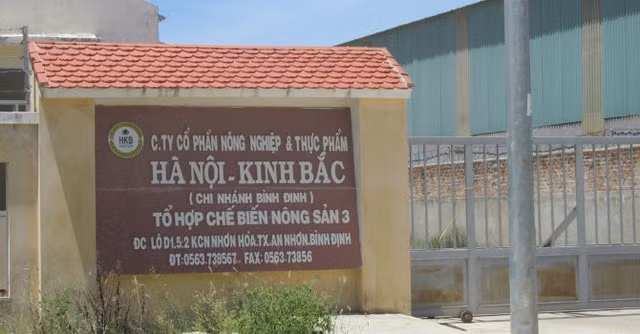 HKB
C.TY CỔ PHẦN NÔNG NGHIỆP & THỰC PHẨM
HÀ NỘI - KINH BẮC
( CHI NHÁNH BÌNH ĐỊNH )
TỔ HỢP CHẾ BIẾN NÔNG SẢN 3
ĐC LÔ D1.5.2 KCN NHƠN HÒA.TX.AN NHƠN.BÌNH ĐỊNH
ĐT:0563.738567 FAX:0563.73856